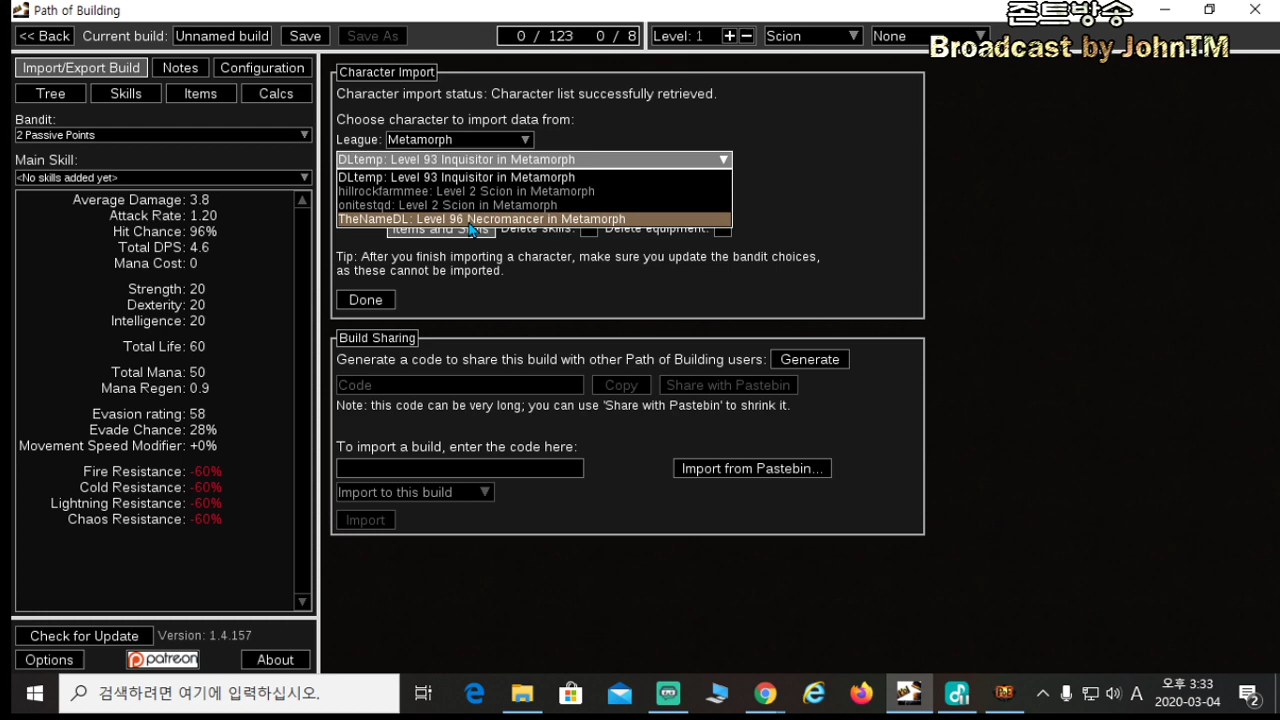 Path of Building
존트방송
Broadcast by JohnTM
<< Back
Current build:
Unnamed build
Save
Save As
0 / 123 0 / 8
Level: 1
Scion
None
Import/Export Build
Notes
Configuration
Tree
Skills
Items
Calcs
Bandit:
2 Passive Points
Main Skill:
<No skills added yet>
Average Damage: 3.8
Attack Rate: 1.20
Hit Chance: 96%
Total DPS: 4.6
Mana Cost: 0
Strength: 20
Dexterity: 20
Intelligence: 20
Total Life: 60
Total Mana: 50
Mana Regen: 0.9
Evasion rating: 58
Evade Chance: 28%
Movement Speed Modifier: +0%
Fire Resistance: -60%
Cold Resistance: -60%
Lightning Resistance: -60%
Chaos Resistance: -60%
Check for Update
Version: 1.4.157
Options
patreon
About
Character Import
Character import status: Character list successfully retrieved.
Choose character to import data from:
League: Metamorph
DLtemp: Level 93 Inquisitor in Metamorph
DLtemp: Level 93 Inquisitor in Metamorph
hillrockfarmmee: Level 2 Scion in Metamorph
onitestqd: Level 2 Scion in Metamorph
TheNameDL: Level 96 Necromancer in Metamorph
Items and Skills Delete skills: Delete equipment:
Tip: After you finish importing a character, make sure you update the bandit choices,
as these cannot be imported.
Done
Build Sharing
Generate a code to share this build with other Path of Building users:
Generate
Code
Copy
Share with Pastebin
Note: this code can be very long; you can use 'Share with Pastebin' to shrink it.
To import a build, enter the code here:
Import from Pastebin...
Import to this build
Import
검색하려면 여기에 입력하십시오.
A
오후 3:33
2020-03-04
2